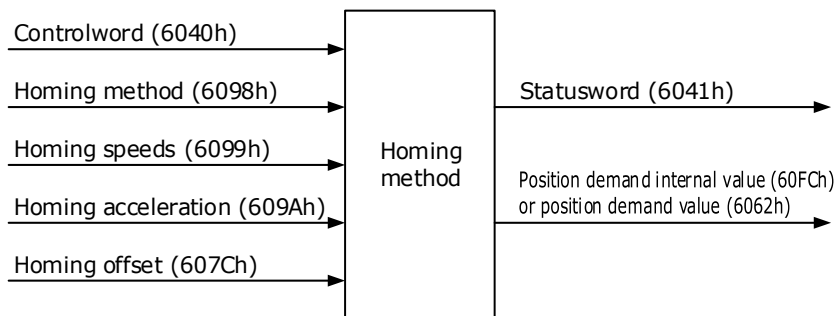 Controlword (6040h)
Homing method (6098h)
Homing speeds (6099h)
Homing acceleration (609Ah)
Homing offset (607Ch)
Homing
method
Statusword (6041h)
Position demand internal value (60FCh)
or position demand value (6062h)